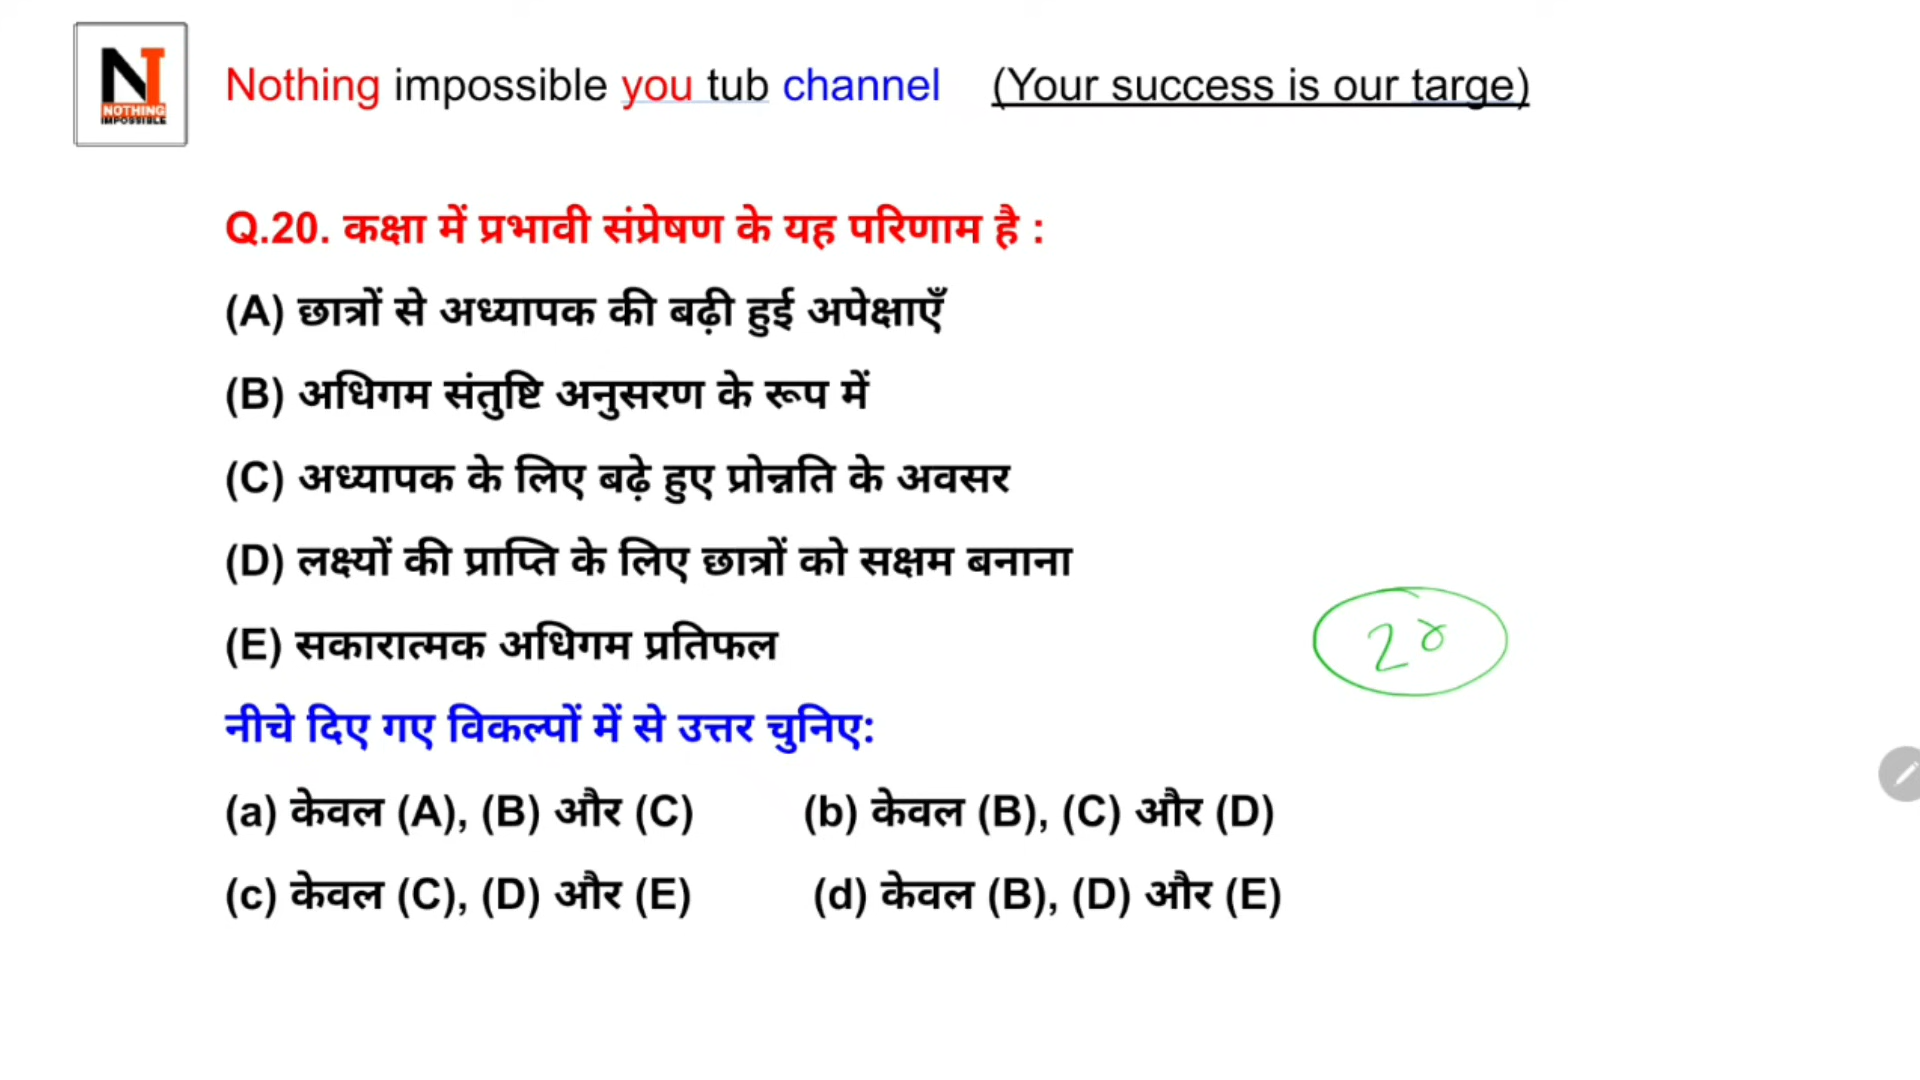 NI
NOTHING
IMPOSSIBLE
Nothing impossible you tub channel (Your success is our targe)
Q.20. कक्षा में प्रभावी संप्रेषण के यह परिणाम है :
(A) छात्रों से अध्यापक की बढ़ी हुई अपेक्षाएँ
(B) अधिगम संतुष्टि अनुसरण के रूप में
(C) अध्यापक के लिए बढ़े हुए प्रोन्नति के अवसर
(D) लक्ष्यों की प्राप्ति के लिए छात्रों को सक्षम बनाना
(E) सकारात्मक अधिगम प्रतिफल
20
नीचे दिए गए विकल्पों में से उत्तर चुनिए:
(a) केवल (A), (B) और (C) (b) केवल (B), (C) और (D)
(c) केवल (C), (D) और (E) (d) केवल (B), (D) और (E)